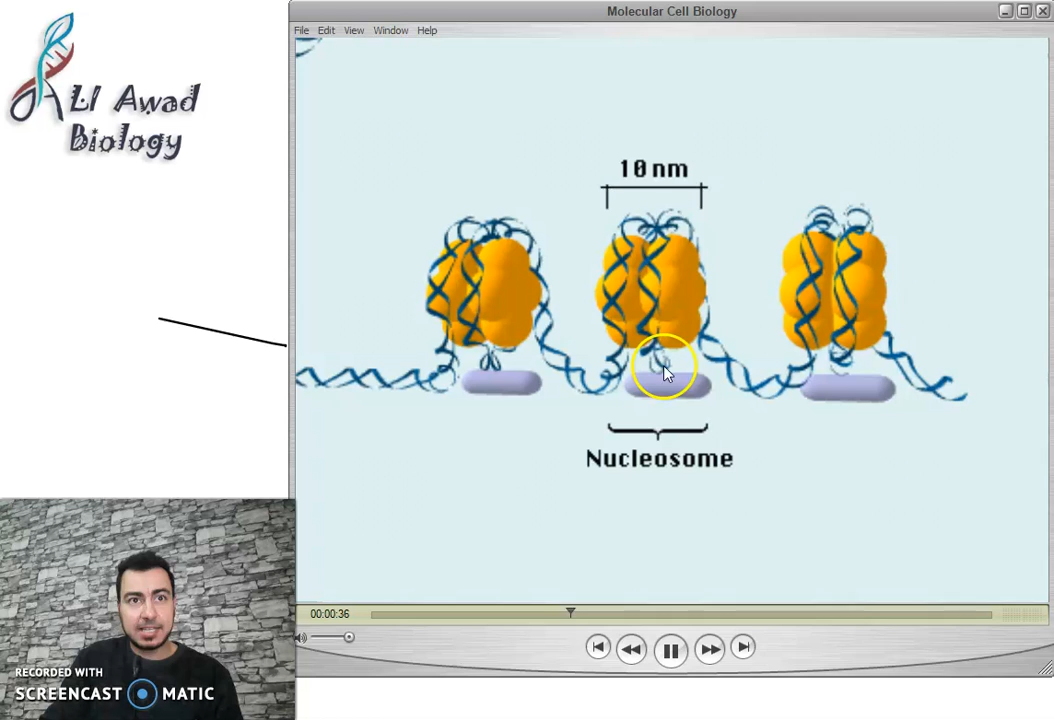 ALI Awad
Biology
Molecular Cell Biology
File Edit View Window Help
10 nm
Nucleosome
00:00:36
RECORDED WITH
SCREENCAST MATIC